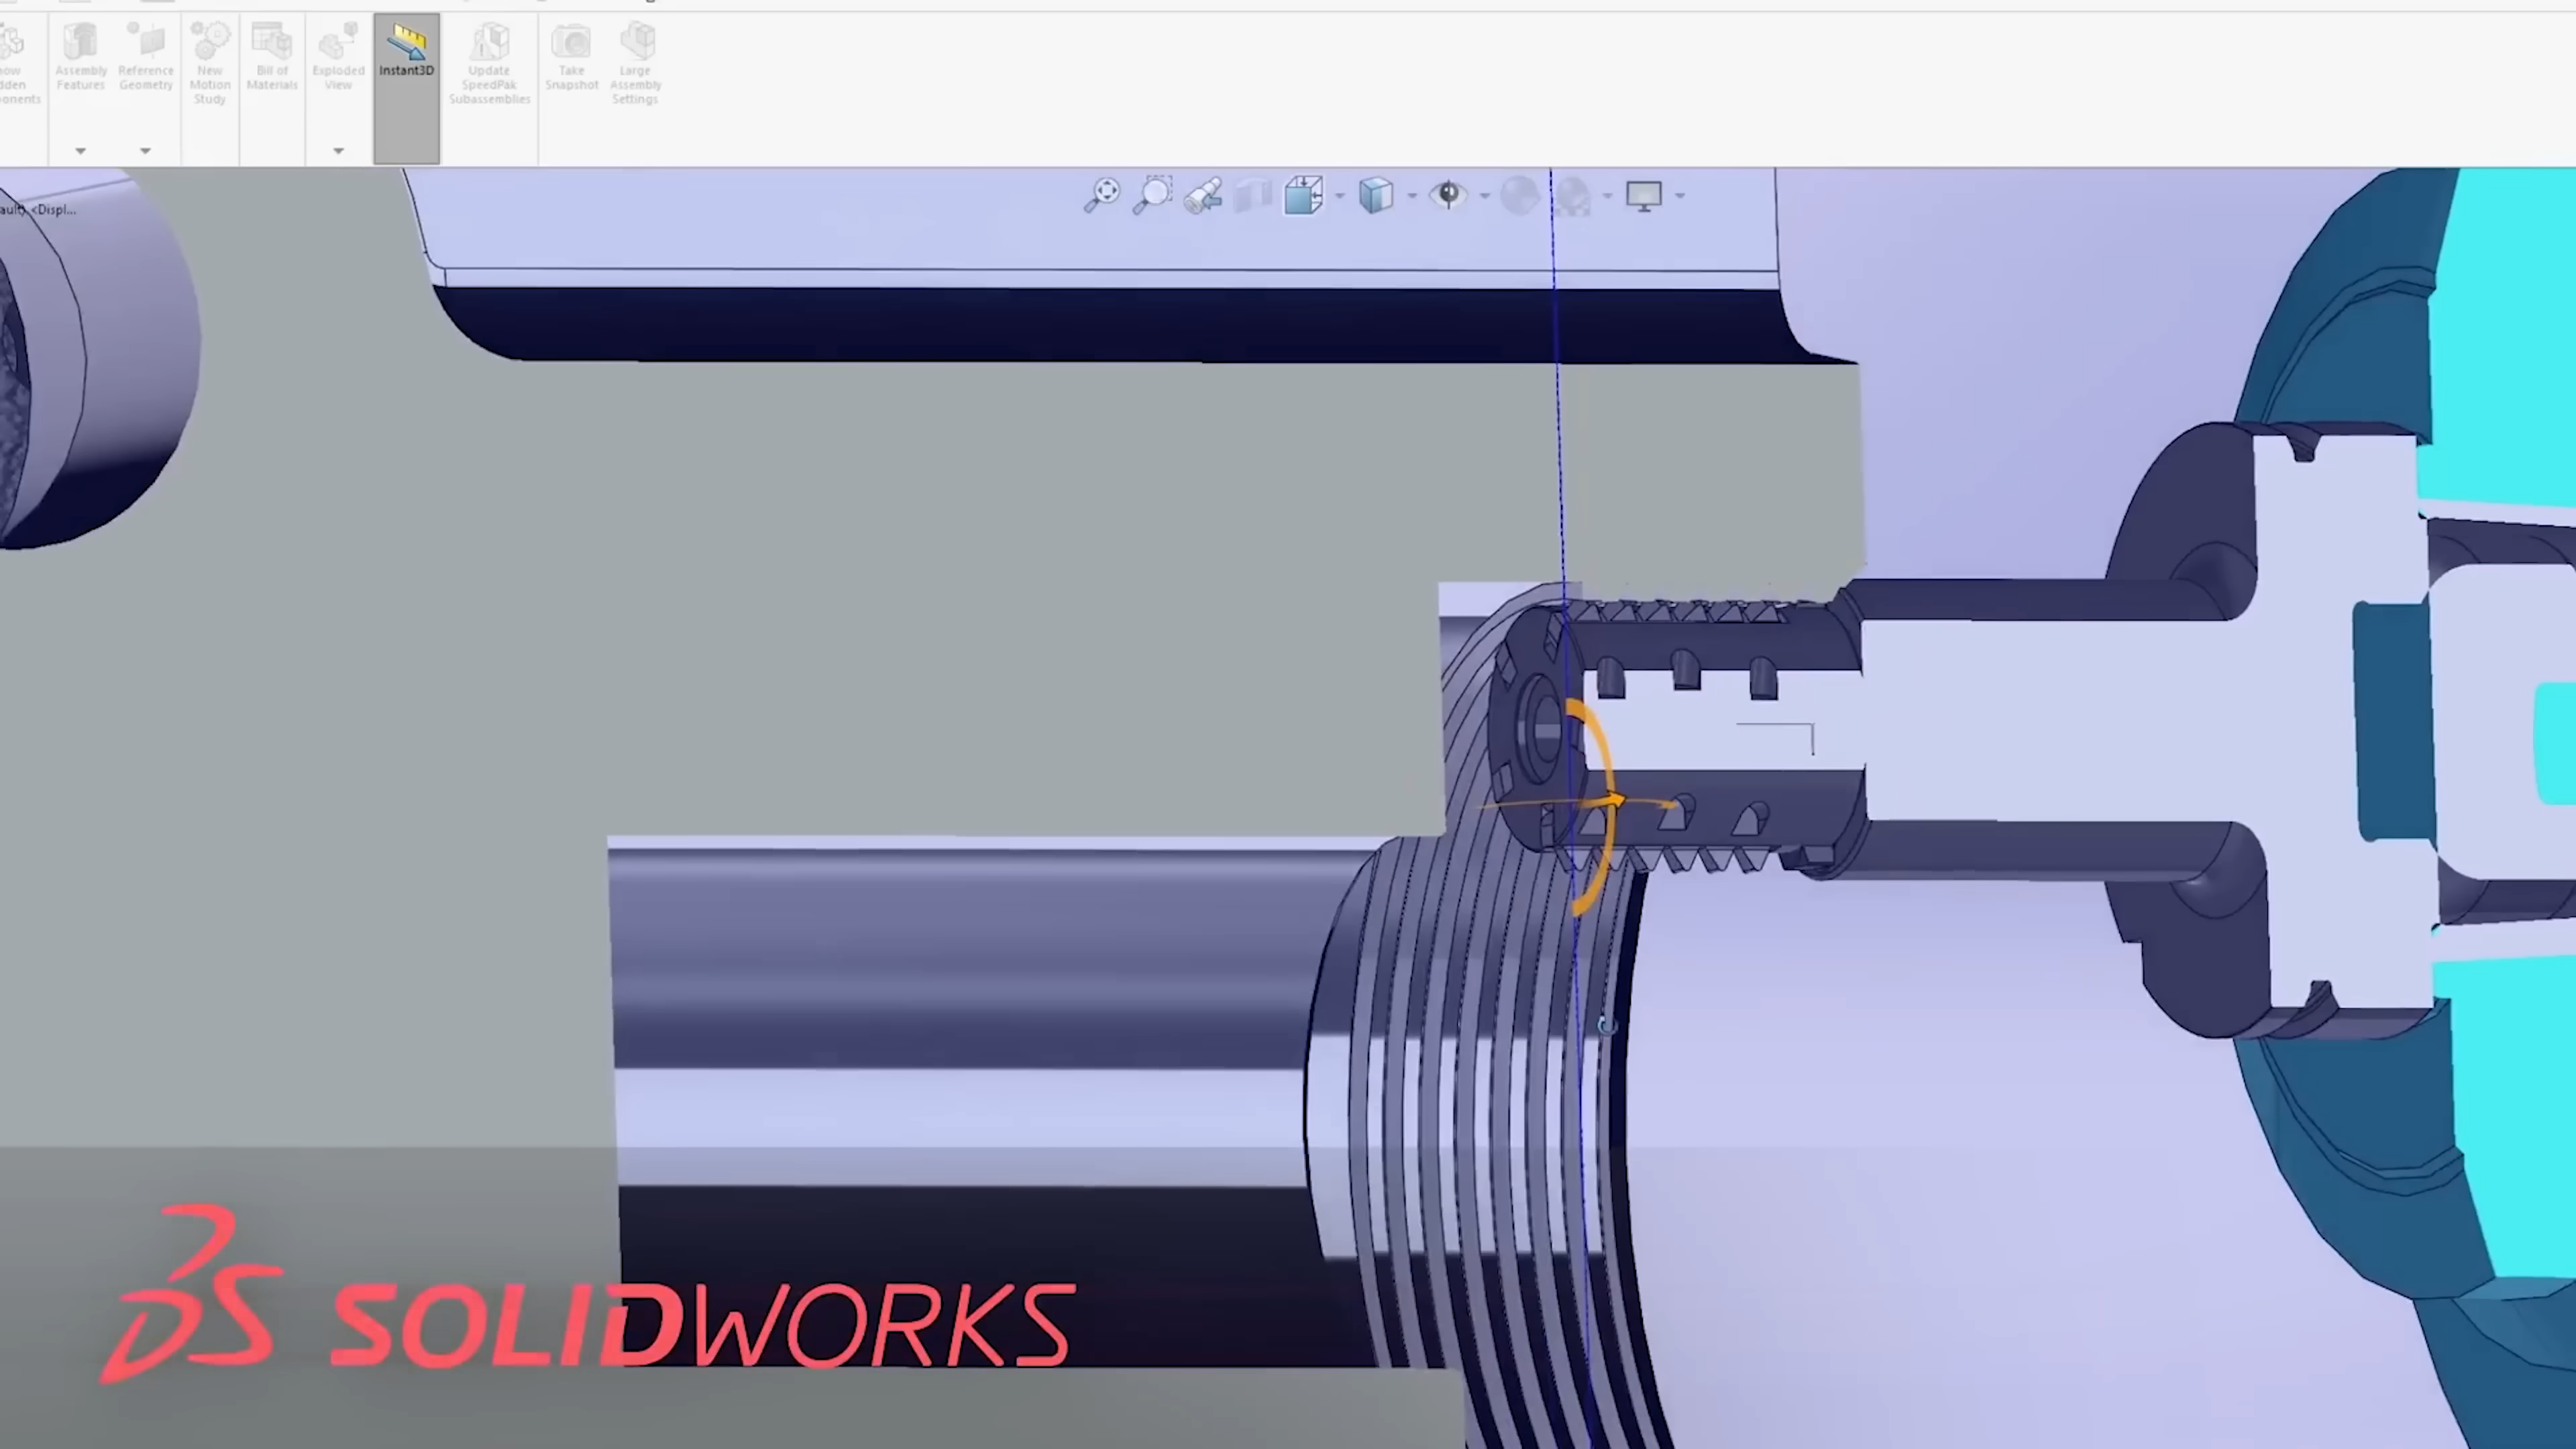 Assembly
Features
Reference
Geometry
New
Motion
Study
Bill of
Materials
Exploded
View
Instant3D
Update
SpeedPak
Subassemblies
Take
Snapshot
Large
Assembly
Settings
<Displ...
SOLIDWORKS